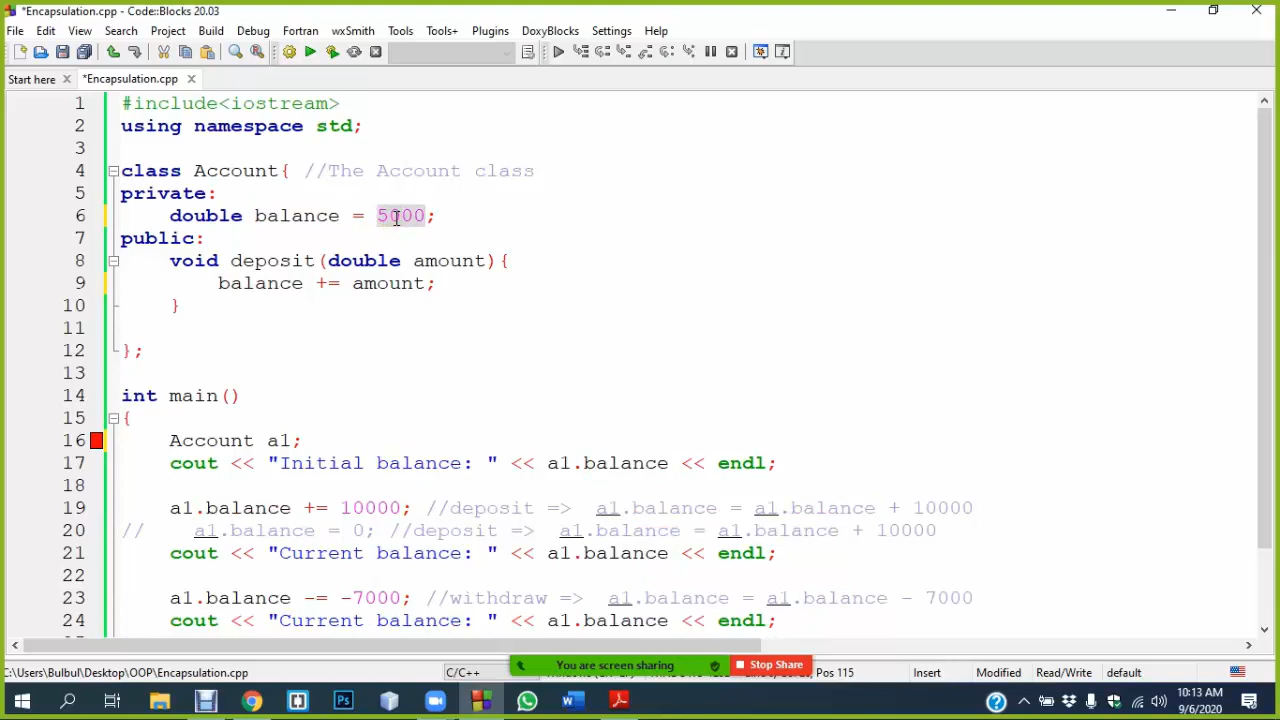 *Encapsulation.cpp - Code::Blocks 20.03
File Edit View Search Project Build Debug Fortran wxSmith Tools Tools+ Plugins DoxyBlocks Settings Help
Start here *Encapsulation.cpp
1 #include<iostream>
2 using namespace std;
3
4 class Account{ //The Account class
5 private:
6 double balance = 5000;
7 public:
8 void deposit(double amount){
9 balance += amount;
10 }
11
12 };
13
14 int main()
15 {
16 Account a1;
17 cout << "Initial balance: " << a1.balance << endl;
18
19 a1.balance += 10000; //deposit => a1.balance = a1.balance + 10000
20 // a1.balance = 0; //deposit => a1.balance = a1.balance + 10000
21 cout << "Current balance: " << a1.balance << endl;
22
23 a1.balance -= -7000; //withdraw => a1.balance = a1.balance - 7000
24 cout << "Current balance: " << a1.balance << endl;
You are screen sharing Stop Share
C:\Users\Bulbul\Desktop\OOP\Encapsulation.cpp C/C++ Pos 115 Insert Modified Read/Write default
10:13 AM
9/6/2020